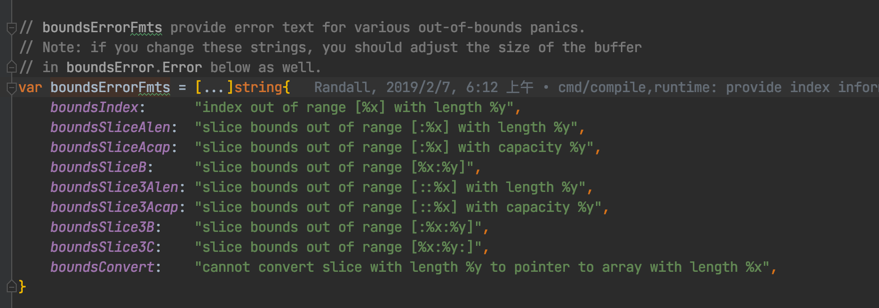 // boundsErrorFmts provide error text for various out-of-bounds panics.
// Note: if you change these strings, you should adjust the size of the buffer
// in boundsError.Error below as well.
var boundsErrorFmts = [...]string{ Randall, 2019/2/7, 6:12 上午 • cmd/compile,runtime: provide index infor
boundsIndex: "index out of range [%x] with length %y",
boundsSliceAlen: "slice bounds out of range [:%x] with length %y",
boundsSliceAcap: "slice bounds out of range [:%x] with capacity %y",
boundsSliceB: "slice bounds out of range [%x:%y]",
boundsSlice3Alen: "slice bounds out of range [::%x] with length %y",
boundsSlice3Acap: "slice bounds out of range [::%x] with capacity %y",
boundsSlice3B: "slice bounds out of range [:%x:%y]",
boundsSlice3C: "slice bounds out of range [%x:%y:]",
boundsConvert: "cannot convert slice with length %y to pointer to array with length %x",
}